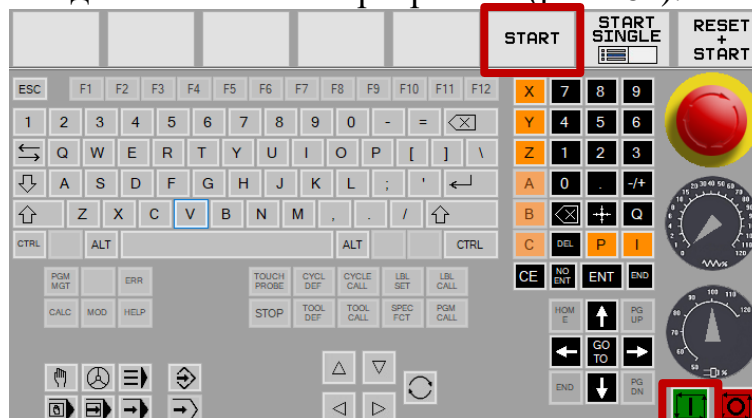 START START SINGLE RESET + START
ESC F1 F2 F3 F4 F5 F6 F7 F8 F9 F10 F11 F12 X 7 8 9
1 2 3 4 5 6 7 8 9 0 - = Y 4 5 6
Q W E R T Y U I O P [ ] \ Z 1 2 3
A S D F G H J K L ; ' A 0 . -/+
Z X C V B N M , . / B Q
CTRL ALT ALT CTRL C DEL P I
PGM MGT ERR TOUCH PROBE CYCL DEF CYCLE CALL LBL SET LBL CALL CE NO ENT ENT END
CALC MOD HELP STOP TOOL DEF TOOL CALL SPEC FCT PGM CALL HOM E PG UP
GO TO
END PG DN